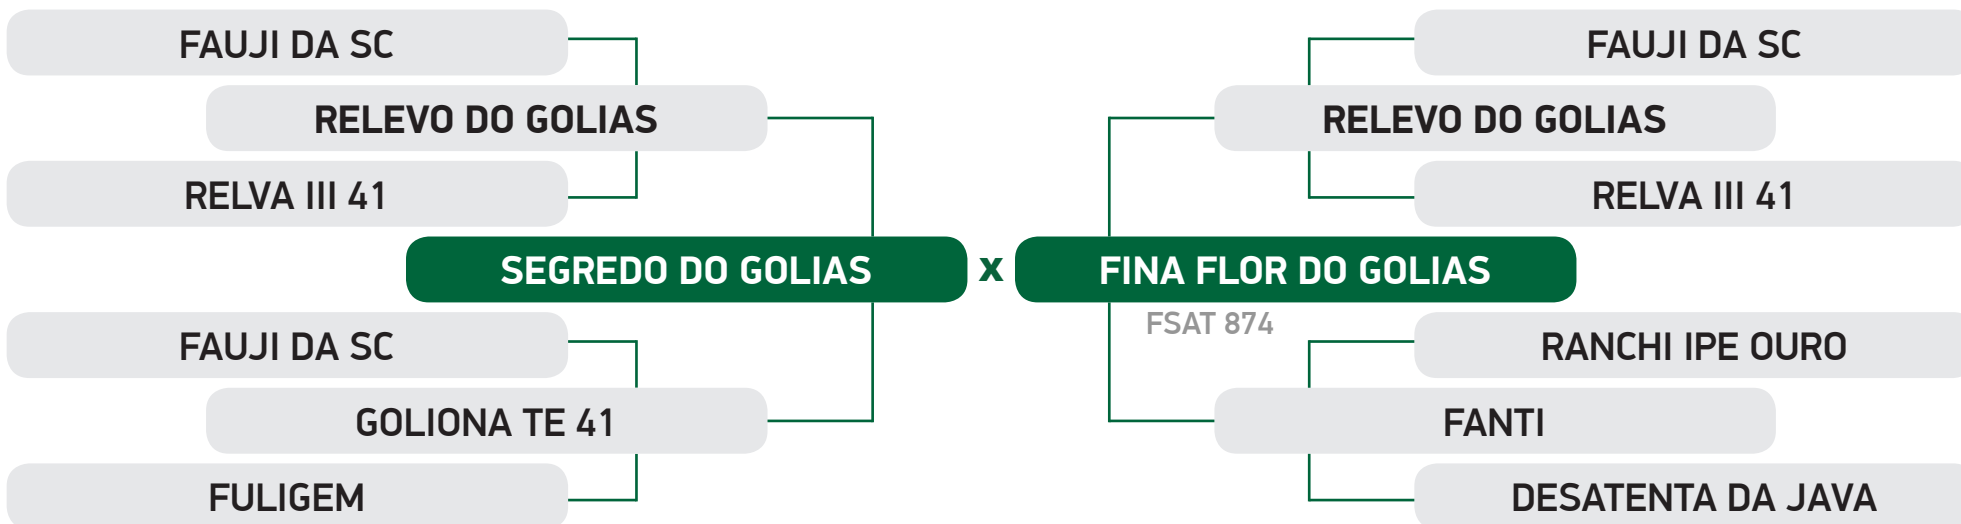 FAUJI DA SC
FAUJI DA SC
RELEVO DO GOLIAS
RELEVO DO GOLIAS
RELVA III 41
RELVA III 41
SEGREDO DO GOLIAS x FINA FLOR DO GOLIAS
FSAT 874
FAUJI DA SC
RANCHI IPE OURO
GOLIONA TE 41
FANTI
FULIGEM
DESATENTA DA JAVA